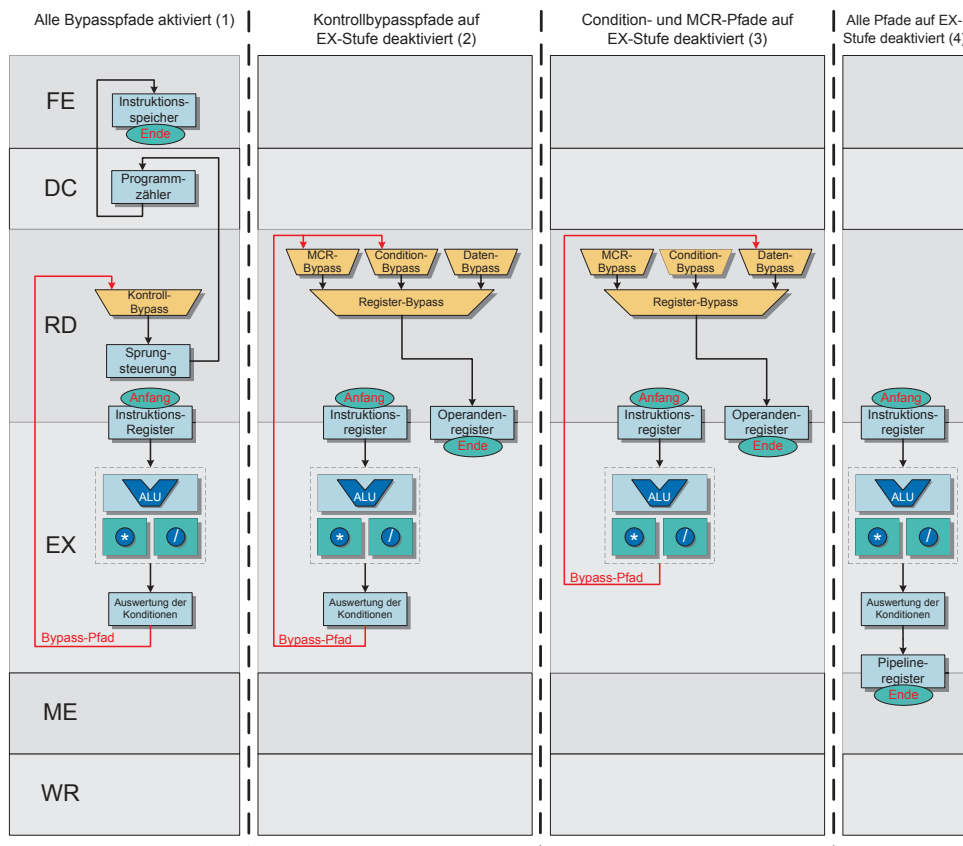 Alle Bypasspfade aktiviert (1)
Kontrollbypasspfade auf
EX-Stufe deaktiviert (2)
Condition- und MCR-Pfade auf
EX-Stufe deaktiviert (3)
Alle Pfade auf EX-
Stufe deaktiviert (4)
FE
Instruktions-
speicher
Ende
DC
Programm-
zähler
RD
Kontroll-
Bypass
Sprung-
steuerung
Anfang
Instruktions-
Register
EX
ALU
*
/
Auswertung der
Konditionen
Bypass-Pfad
ME
WR
MCR-
Bypass
Condition-
Bypass
Daten-
Bypass
Register-Bypass
Anfang
Instruktions-
register
Operanden-
register
Ende
ALU
*
/
Auswertung der
Konditionen
Bypass-Pfad
MCR-
Bypass
Condition-
Bypass
Daten-
Bypass
Register-Bypass
Anfang
Instruktions-
register
Operanden-
register
Ende
ALU
*
/
Bypass-Pfad
Anfang
Instruktions-
register
ALU
*
/
Auswertung der
Konditionen
Pipeline-
register
Ende